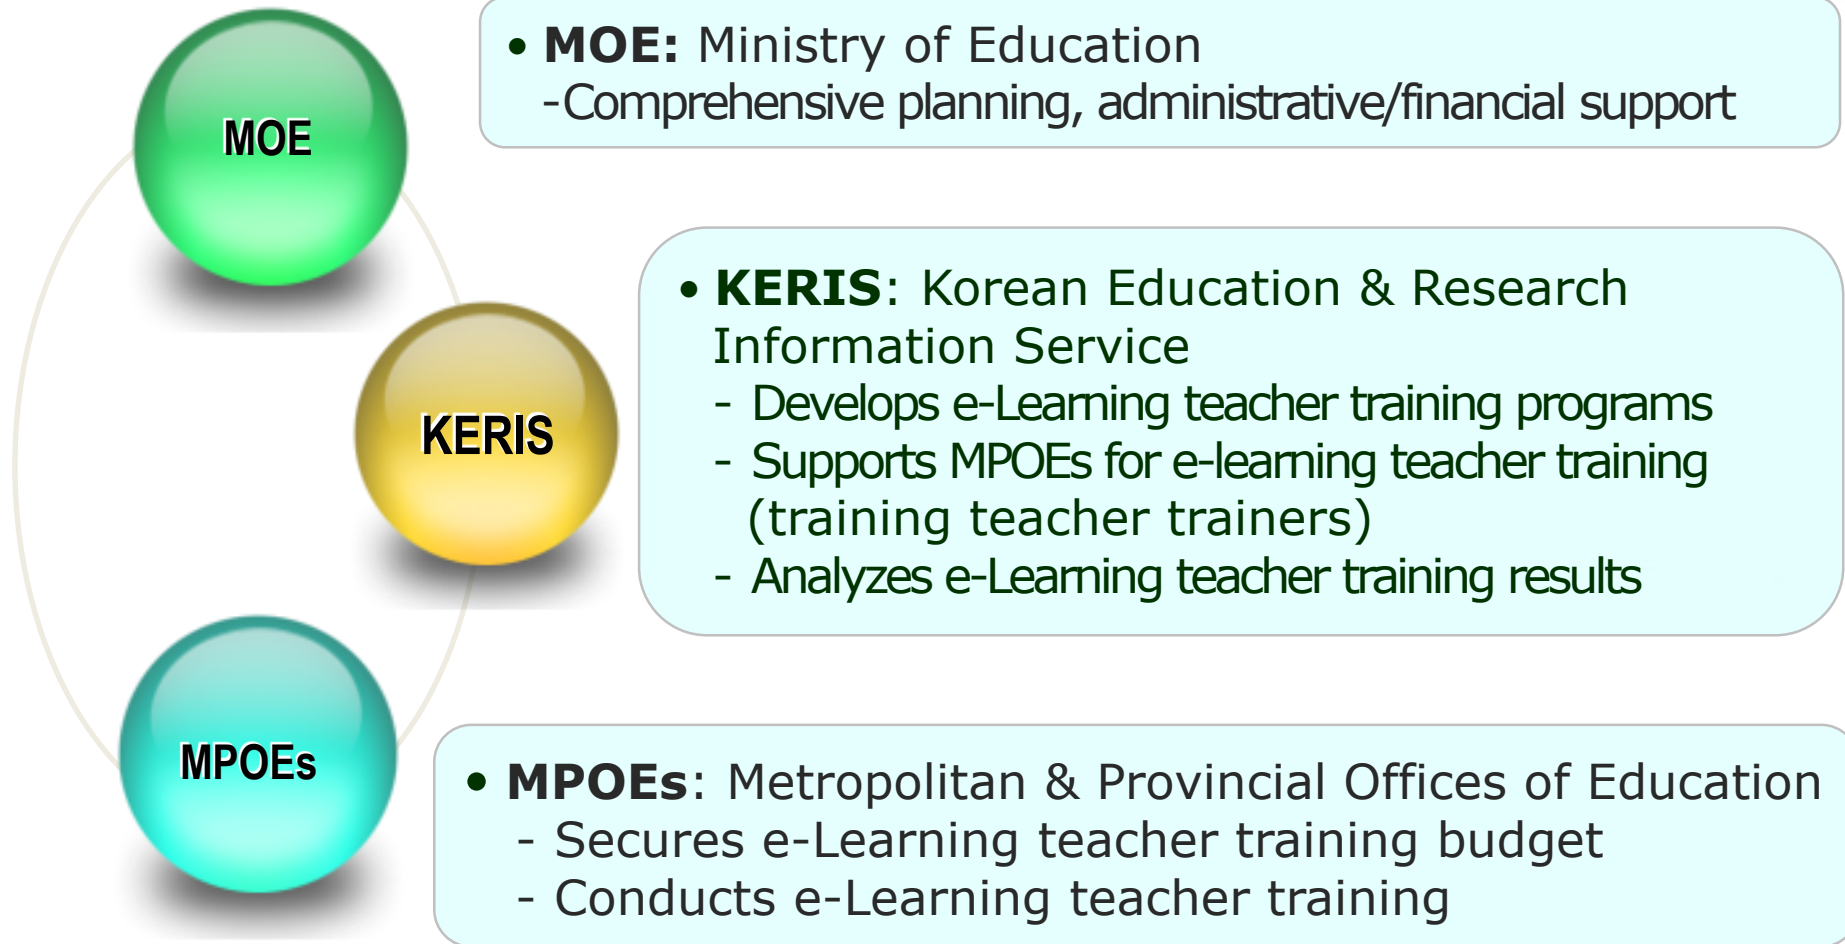 MOE
• MOE: Ministry of Education
-Comprehensive planning, administrative/financial support
KERIS
• KERIS: Korean Education & Research
Information Service
- Develops e-Learning teacher training programs
- Supports MPOEs for e-learning teacher training
(training teacher trainers)
- Analyzes e-Learning teacher training results
MPOEs
• MPOEs: Metropolitan & Provincial Offices of Education
- Secures e-Learning teacher training budget
- Conducts e-Learning teacher training